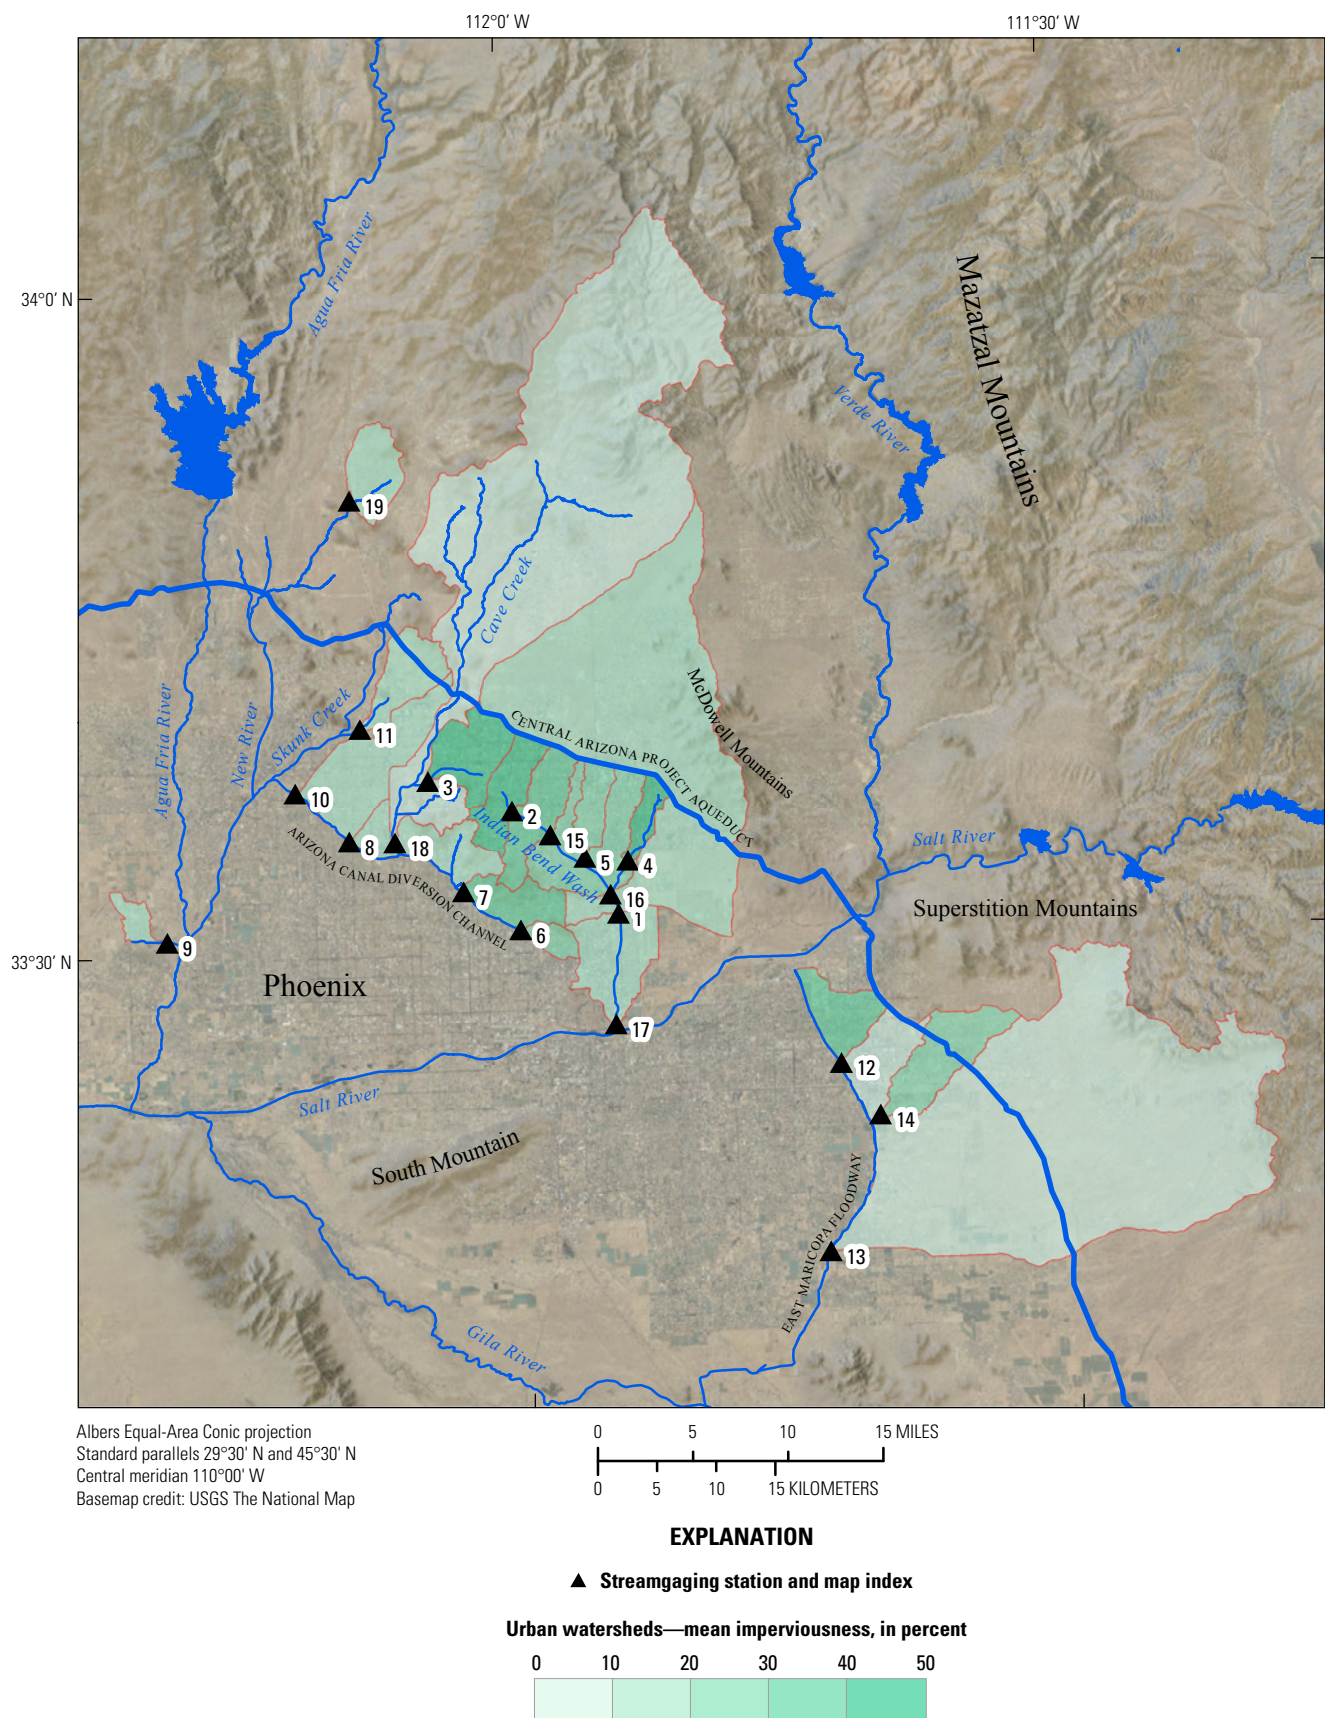 112°0' W
111°30' W
34°0' N
33°30' N
Agua Fria River
Verde River
Mazatzal Mountains
19
Cave Creek
Agua Fria River
New River
Skunk Creek
11
10
3
2
15
5
4
8
18
16
1
7
6
9
17
Indian Bend Wash
CENTRAL ARIZONA PROJECT AQUEDUCT
McDowell Mountains
ARIZONA CANAL DIVERSION CHANNEL
Salt River
Superstition Mountains
Phoenix
12
14
Salt River
South Mountain
EAST MARICOPA FLOODWAY
13
Gila River
Albers Equal-Area Conic projection
Standard parallels 29°30' N and 45°30' N
Central meridian 110°00' W
Basemap credit: USGS The National Map
0 5 10 15 MILES
0 5 10 15 KILOMETERS
EXPLANATION
Streamgaging station and map index
Urban watersheds—mean imperviousness, in percent
0 10 20 30 40 50